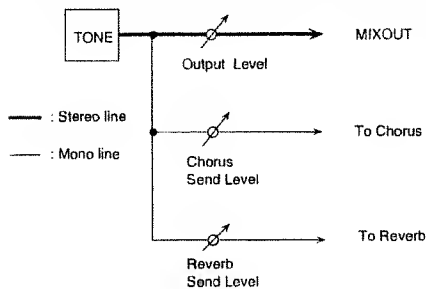 TONE
MIXOUT
Output Level
: Stereo line
: Mono line
To Chorus
Chorus
Send Level
To Reverb
Reverb
Send Level